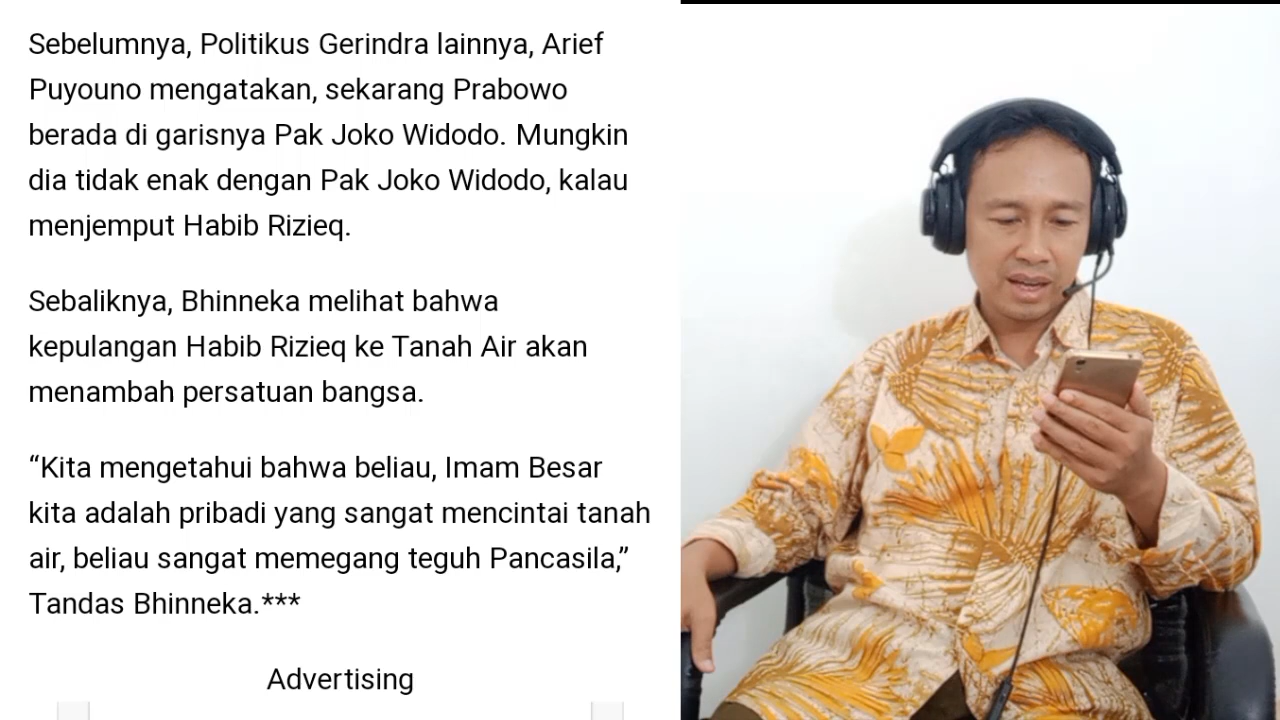 Sebelumnya, Politikus Gerindra lainnya, Arief
Puyouno mengatakan, sekarang Prabowo
berada di garisnya Pak Joko Widodo. Mungkin
dia tidak enak dengan Pak Joko Widodo, kalau
menjemput Habib Rizieq.
Sebaliknya, Bhinneka melihat bahwa
kepulangan Habib Rizieq ke Tanah Air akan
menambah persatuan bangsa.
“Kita mengetahui bahwa beliau, Imam Besar
kita adalah pribadi yang sangat mencintai tanah
air, beliau sangat memegang teguh Pancasila,”
Tandas Bhinneka.***
Advertising